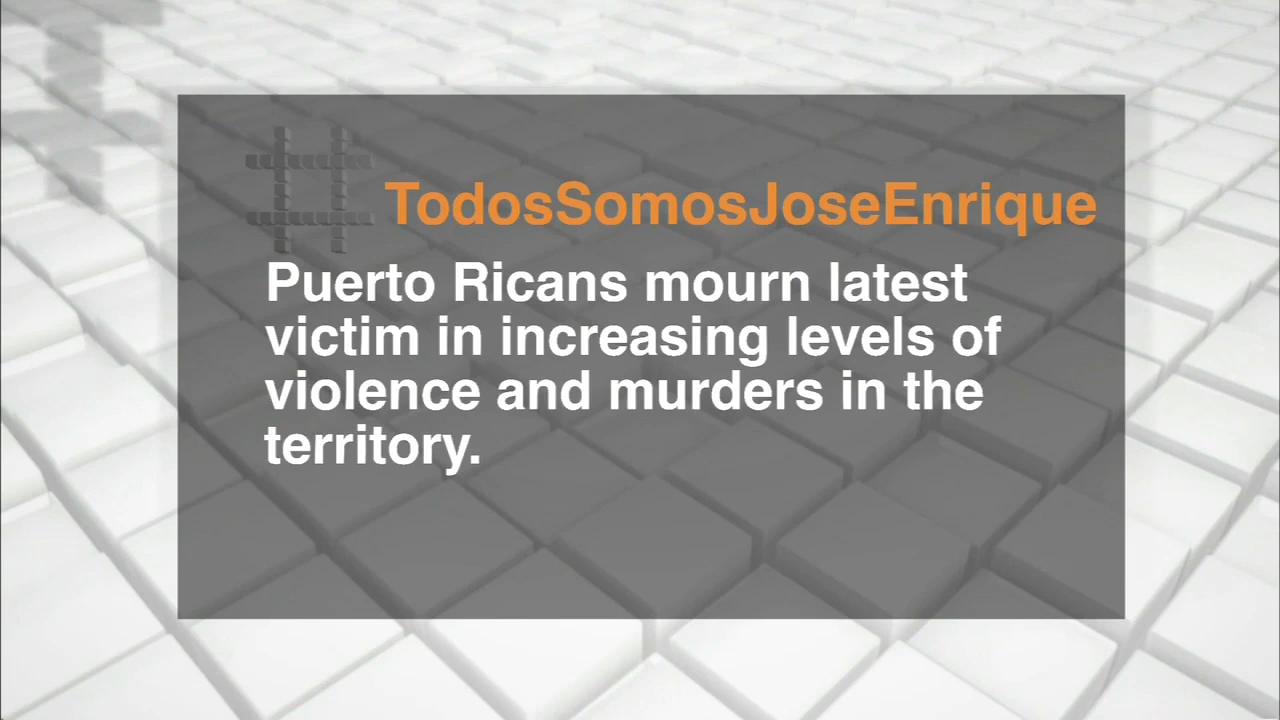 #TodosSomosJoseEnrique
Puerto Ricans mourn latest
victim in increasing levels of
violence and murders in the
territory.